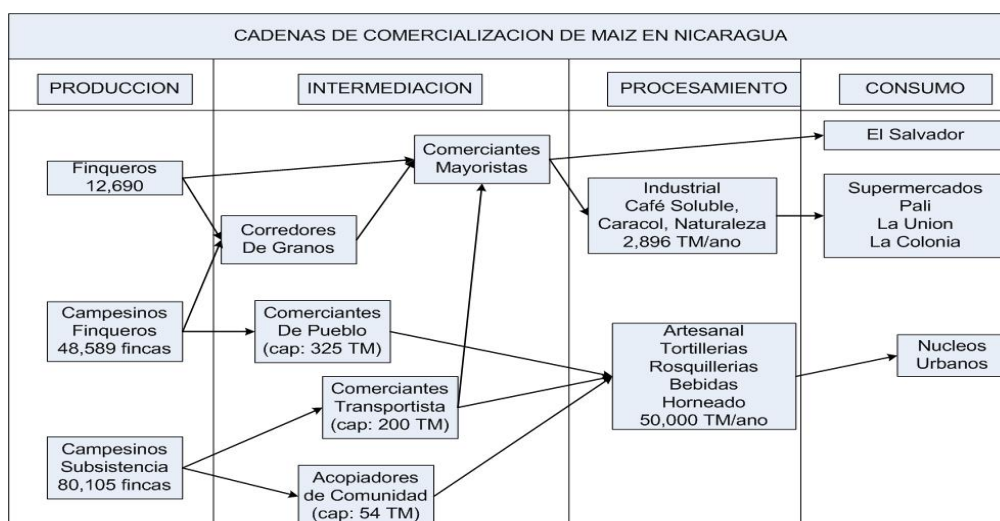 CADENAS DE COMERCIALIZACION DE MAIZ EN NICARAGUA
PRODUCCION
INTERMEDIACION
PROCESAMIENTO
CONSUMO
Finqueros
12,690
Campesinos
Finqueros
48,589 fincas
Campesinos
Subsistencia
80,105 fincas
Corredores
De Granos
Comerciantes
Mayoristas
Comerciantes
De Pueblo
(cap: 325 TM)
Comerciantes
Transportista
(cap: 200 TM)
Acopiadores
de Comunidad
(cap: 54 TM)
Industrial
Café Soluble,
Caracol, Naturaleza
2,896 TM/ano
Artesanal
Tortillerias
Rosquillerias
Bebidas
Horneado
50,000 TM/ano
El Salvador
Supermercados
Pali
La Union
La Colonia
Nucleos
Urbanos